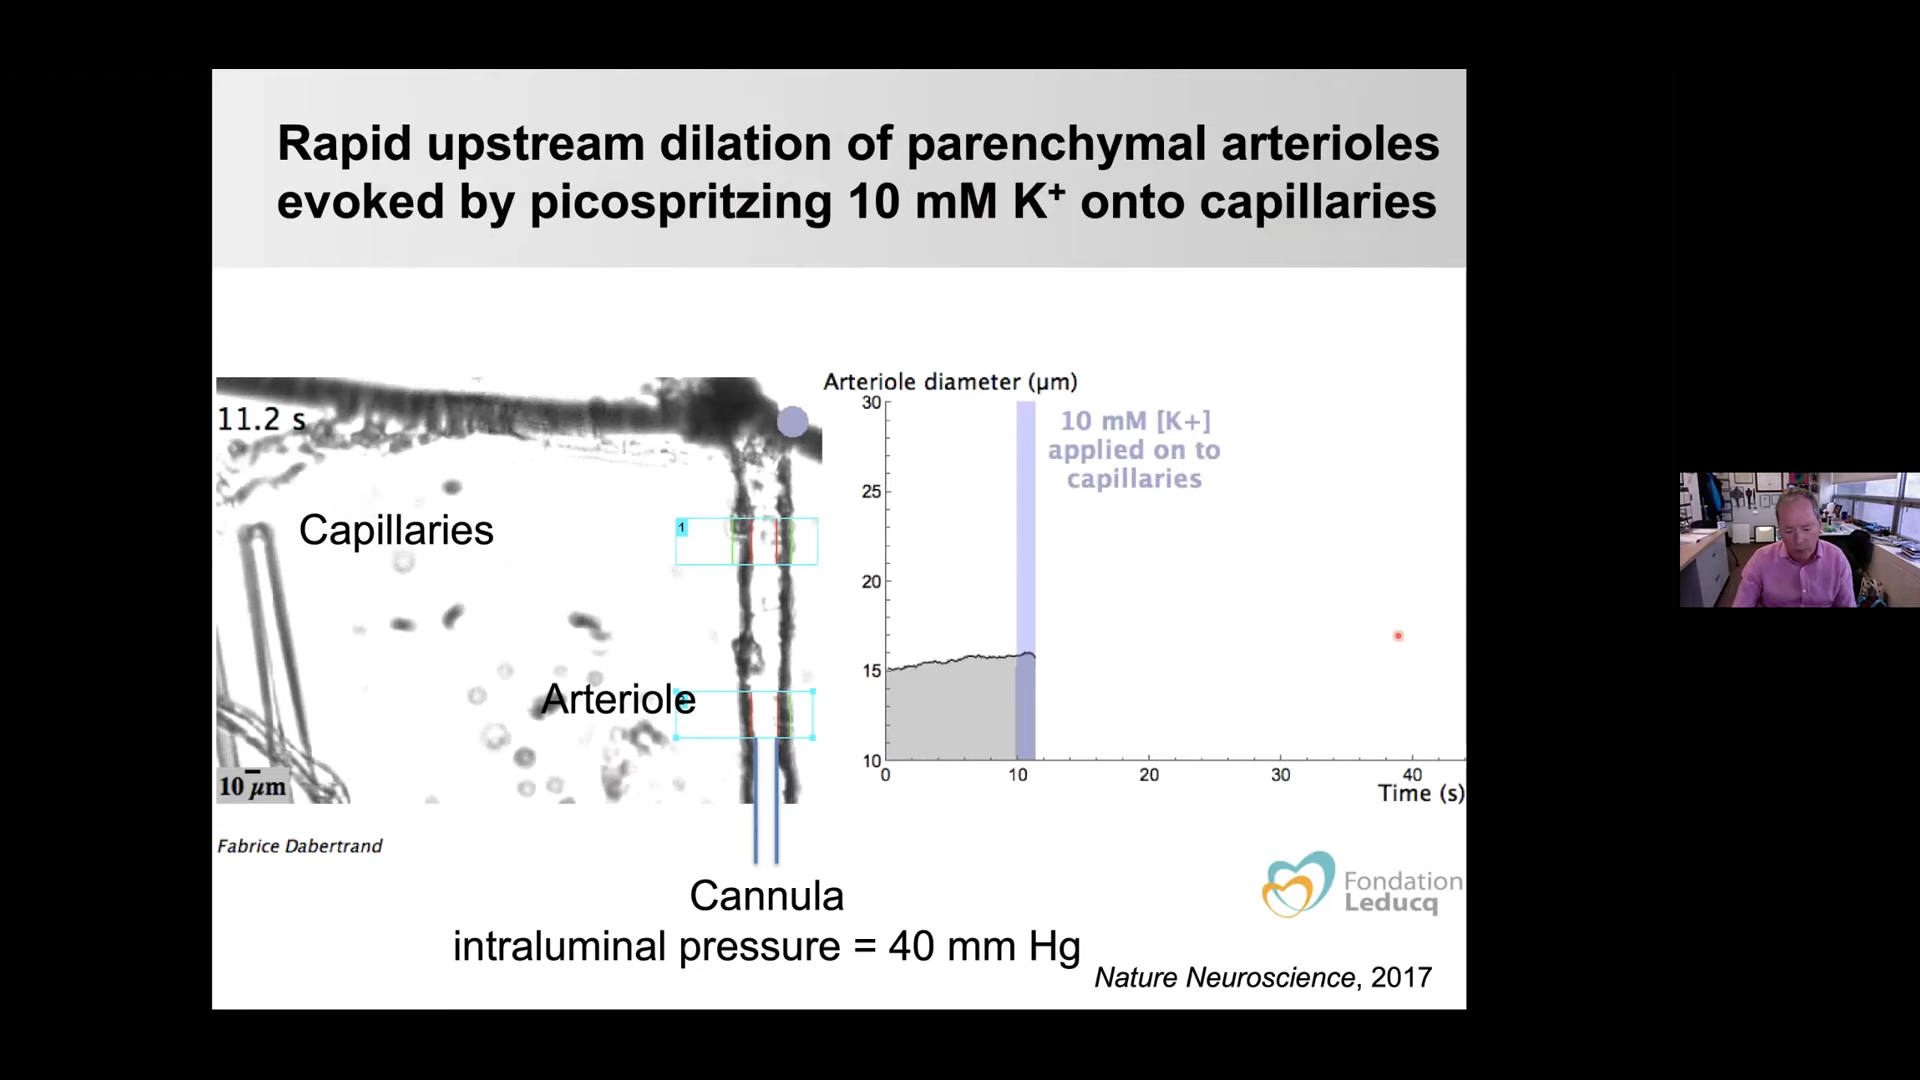 Rapid upstream dilation of parenchymal arterioles
evoked by picospritzing 10 mM K⁺ onto capillaries
11.2 s
Capillaries
1
Arteriole
10 µm
Fabrice Dabertrand
Cannula
intraluminal pressure = 40 mm Hg
Arteriole diameter (µm)
30
25
20
15
10
10 mM [K+]
applied on to
capillaries
0
10
20
30
40
Time (s)
Fondation
Leducq
Nature Neuroscience, 2017